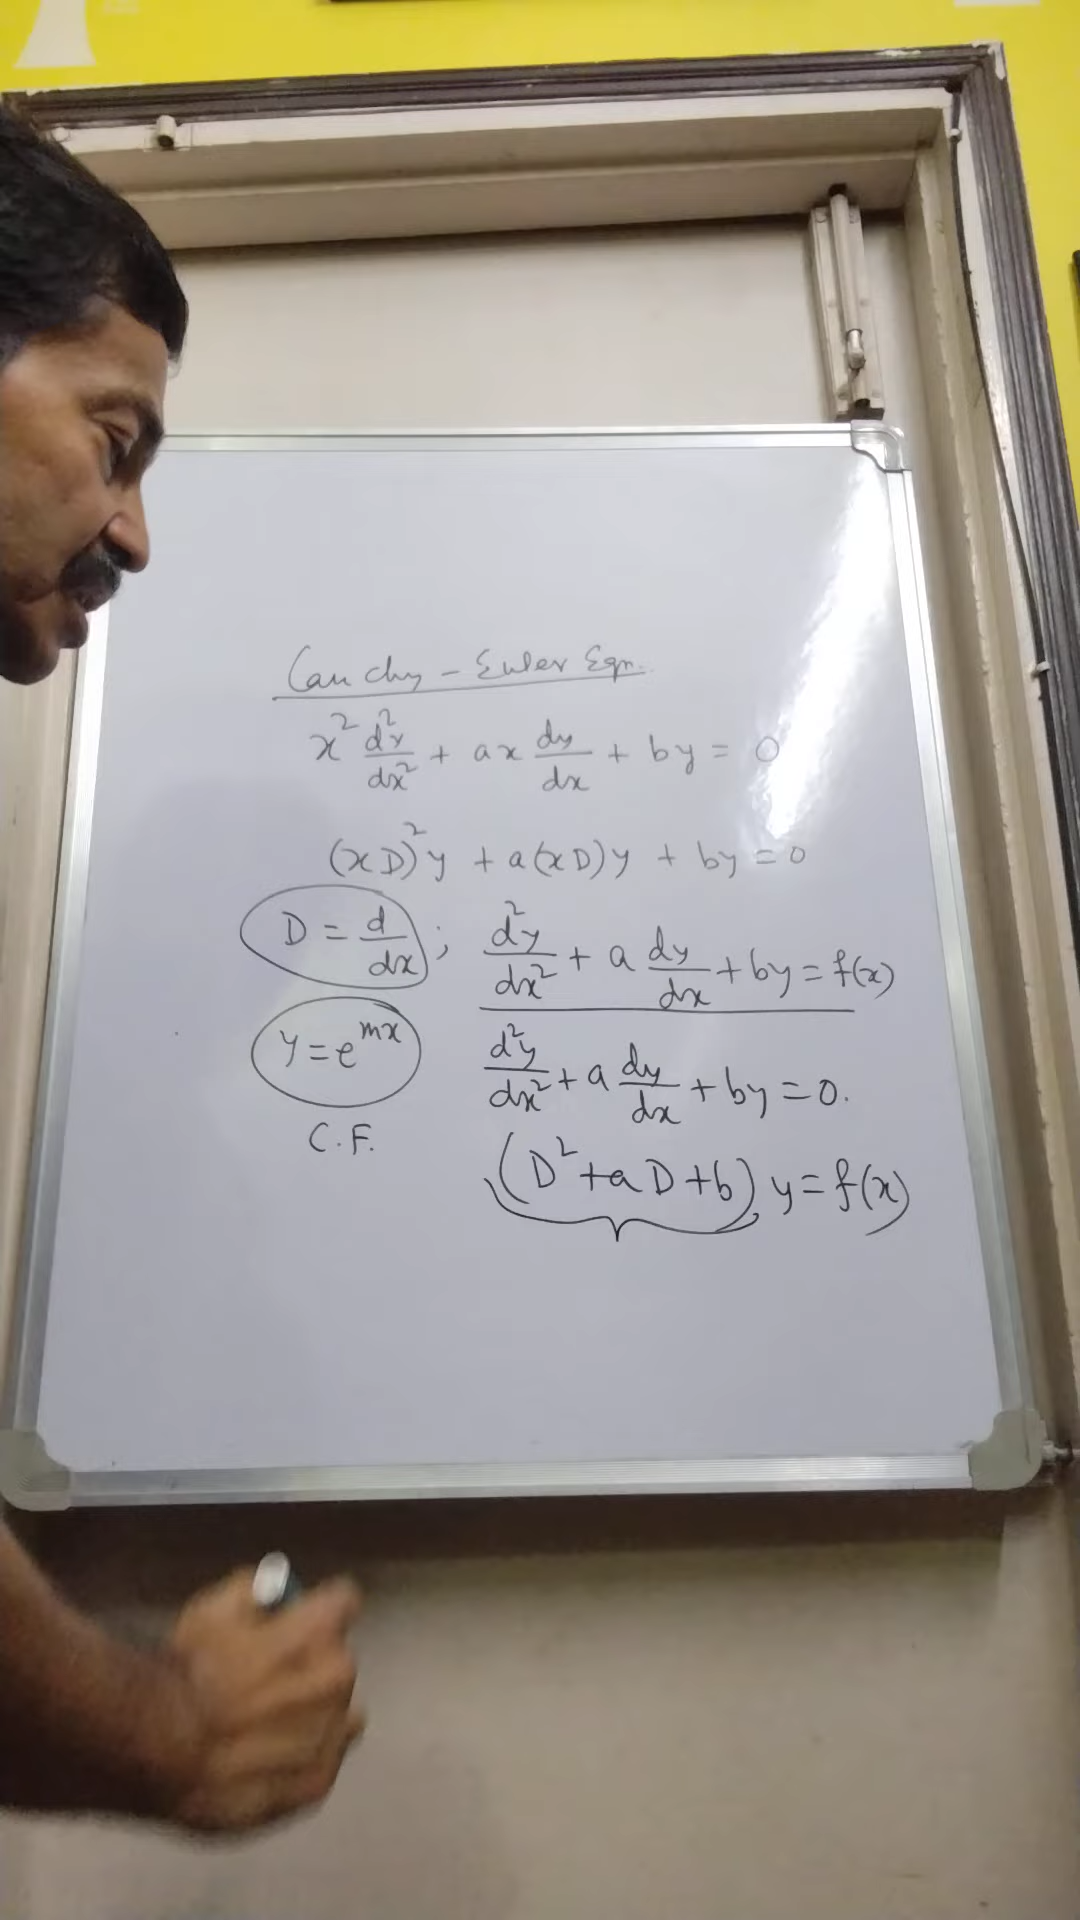 Cauchy - Euler Eqn.
x² d²y/dx² + ax dy/dx + by = 0
(xD)²y + a(xD)y + by = 0
D = d/dx ; d²y/dx² + a dy/dx + by = f(x)
y = e^mx d²y/dx² + a dy/dx + by = 0.
C.F.
(D² + aD + b) y = f(x)